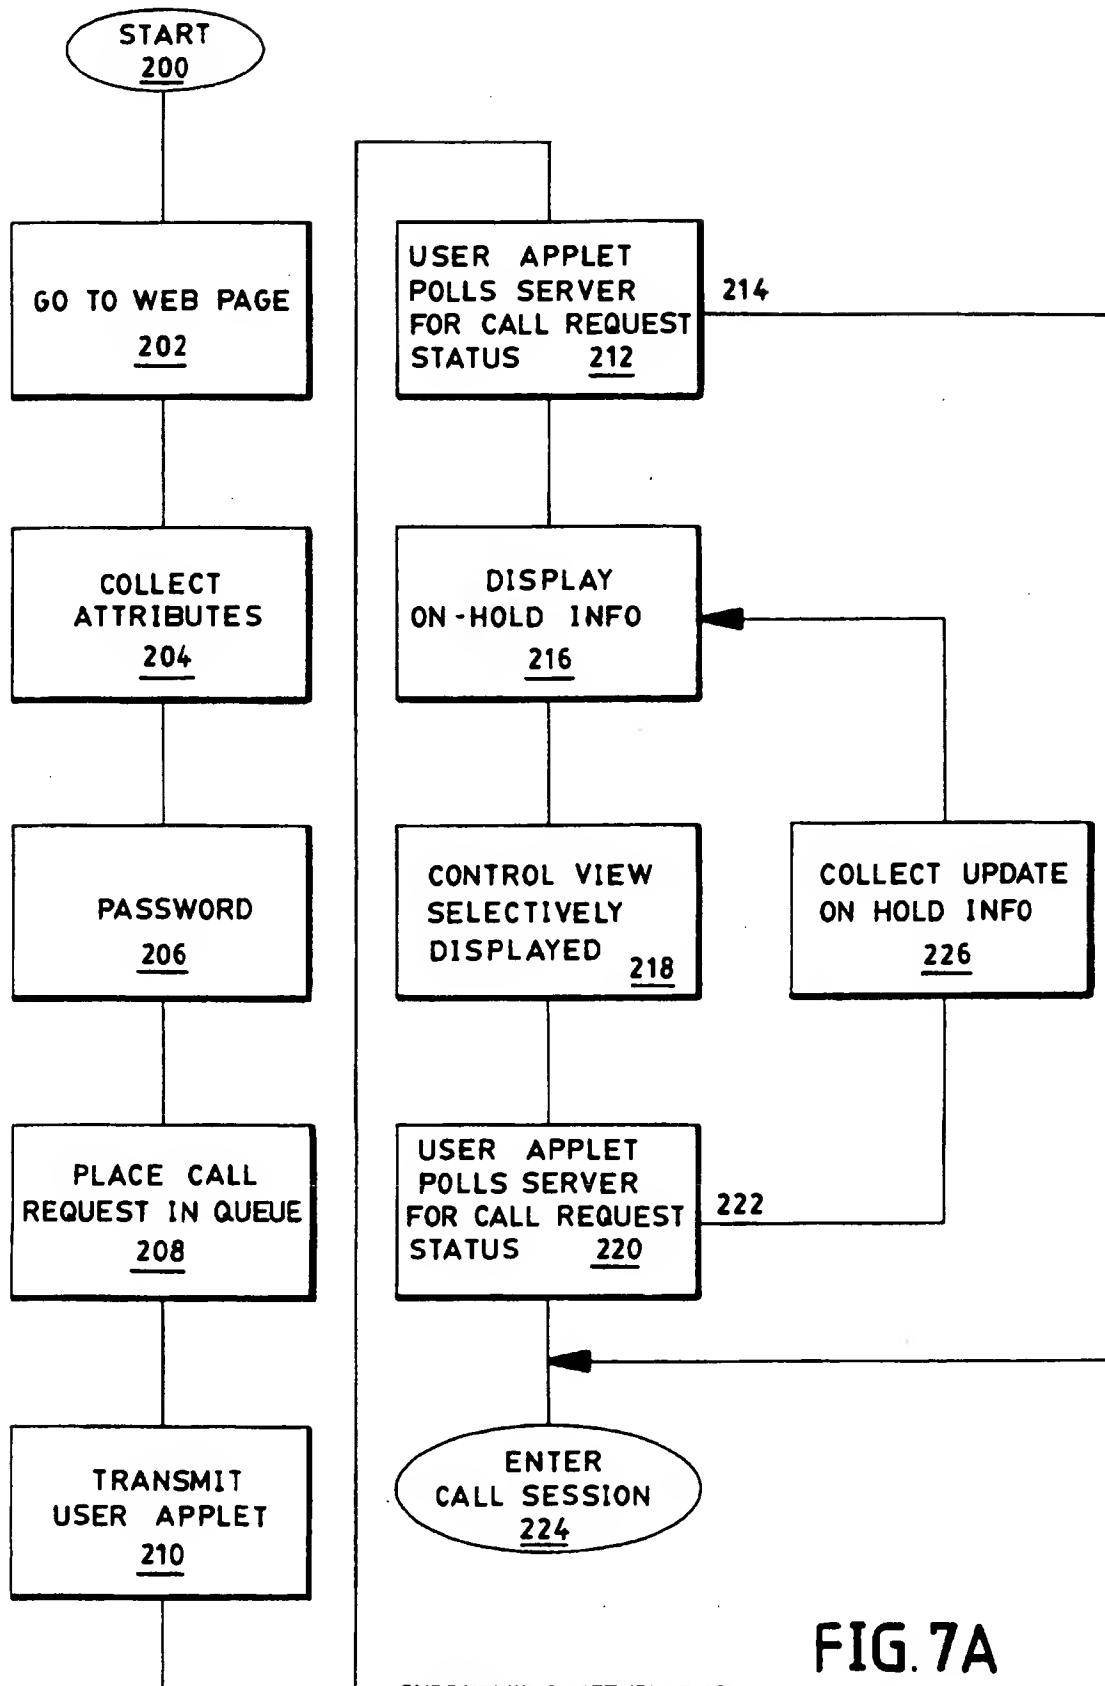 START
200
GO TO WEB PAGE
202
COLLECT
ATTRIBUTES
204
PASSWORD
206
PLACE CALL
REQUEST IN QUEUE
208
TRANSMIT
USER APPLET
210
USER APPLET
POLLS SERVER
FOR CALL REQUEST
STATUS 212
214
DISPLAY
ON-HOLD INFO
216
CONTROL VIEW
SELECTIVELY
DISPLAYED 218
USER APPLET
POLLS SERVER
FOR CALL REQUEST
STATUS 220
222
COLLECT UPDATE
ON HOLD INFO
226
ENTER
CALL SESSION
224
FIG. 7A